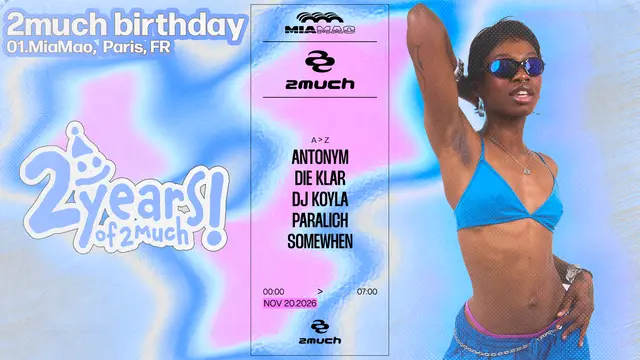 2much birthday
01.MiaMao, Paris, FR
MIAMAO
2much
A > Z
ANTONYM
DIE KLAR
DJ KOYLA
PARALICH
SOMEWHEN
00:00 > 07:00
NOV 20.2026
2much
2 years!
of 2much